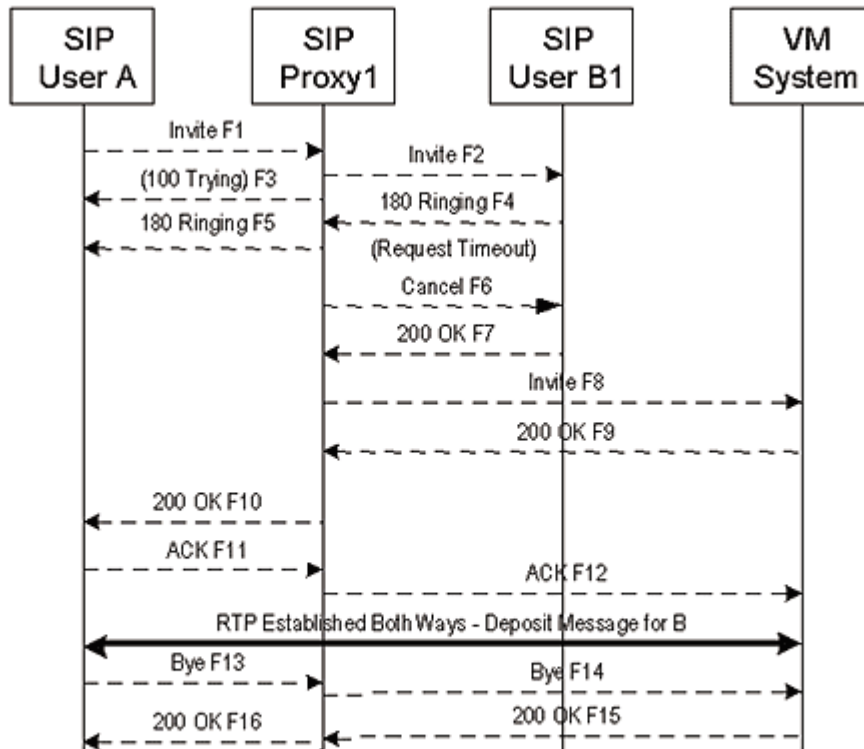 SIP
User A
SIP
Proxy1
SIP
User B1
VM
System
Invite F1
Invite F2
(100 Trying) F3
180 Ringing F4
180 Ringing F5
(Request Timeout)
Cancel F6
200 OK F7
Invite F8
200 OK F9
200 OK F10
ACK F11
ACK F12
RTP Established Both Ways - Deposit Message for B
Bye F13
Bye F14
200 OK F15
200 OK F16